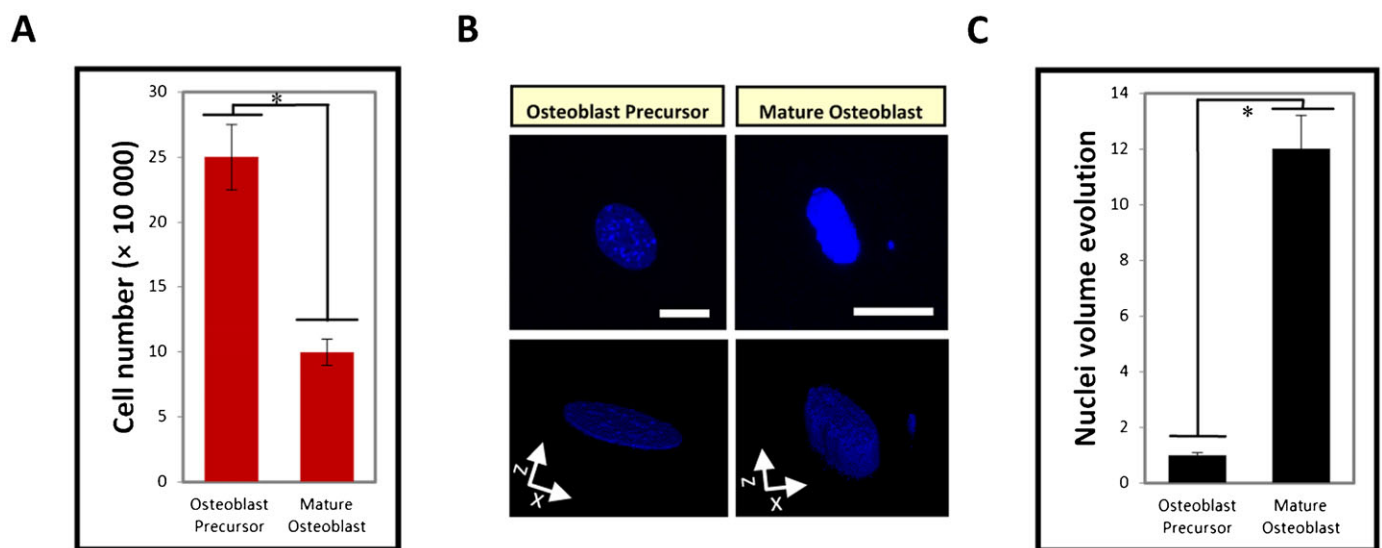 A
Cell number (× 10 000)
30
25
20
15
10
5
0
*
Osteoblast
Precursor
Mature
Osteoblast
B
Osteoblast Precursor
Mature Osteoblast
Z
X
Z
X
C
Nuclei volume evolution
14
12
10
8
6
4
2
0
*
Osteoblast
Precursor
Mature
Osteoblast